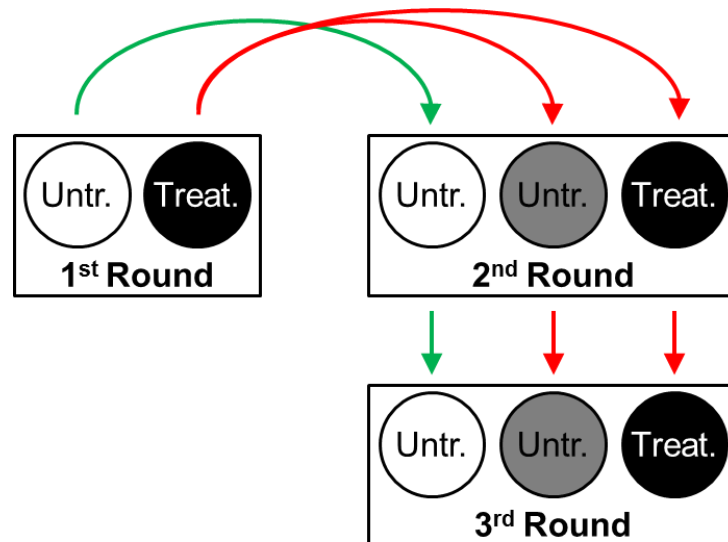 Untr. Treat.
1st Round
Untr. Untr. Treat.
2nd Round
Untr. Untr. Treat.
3rd Round